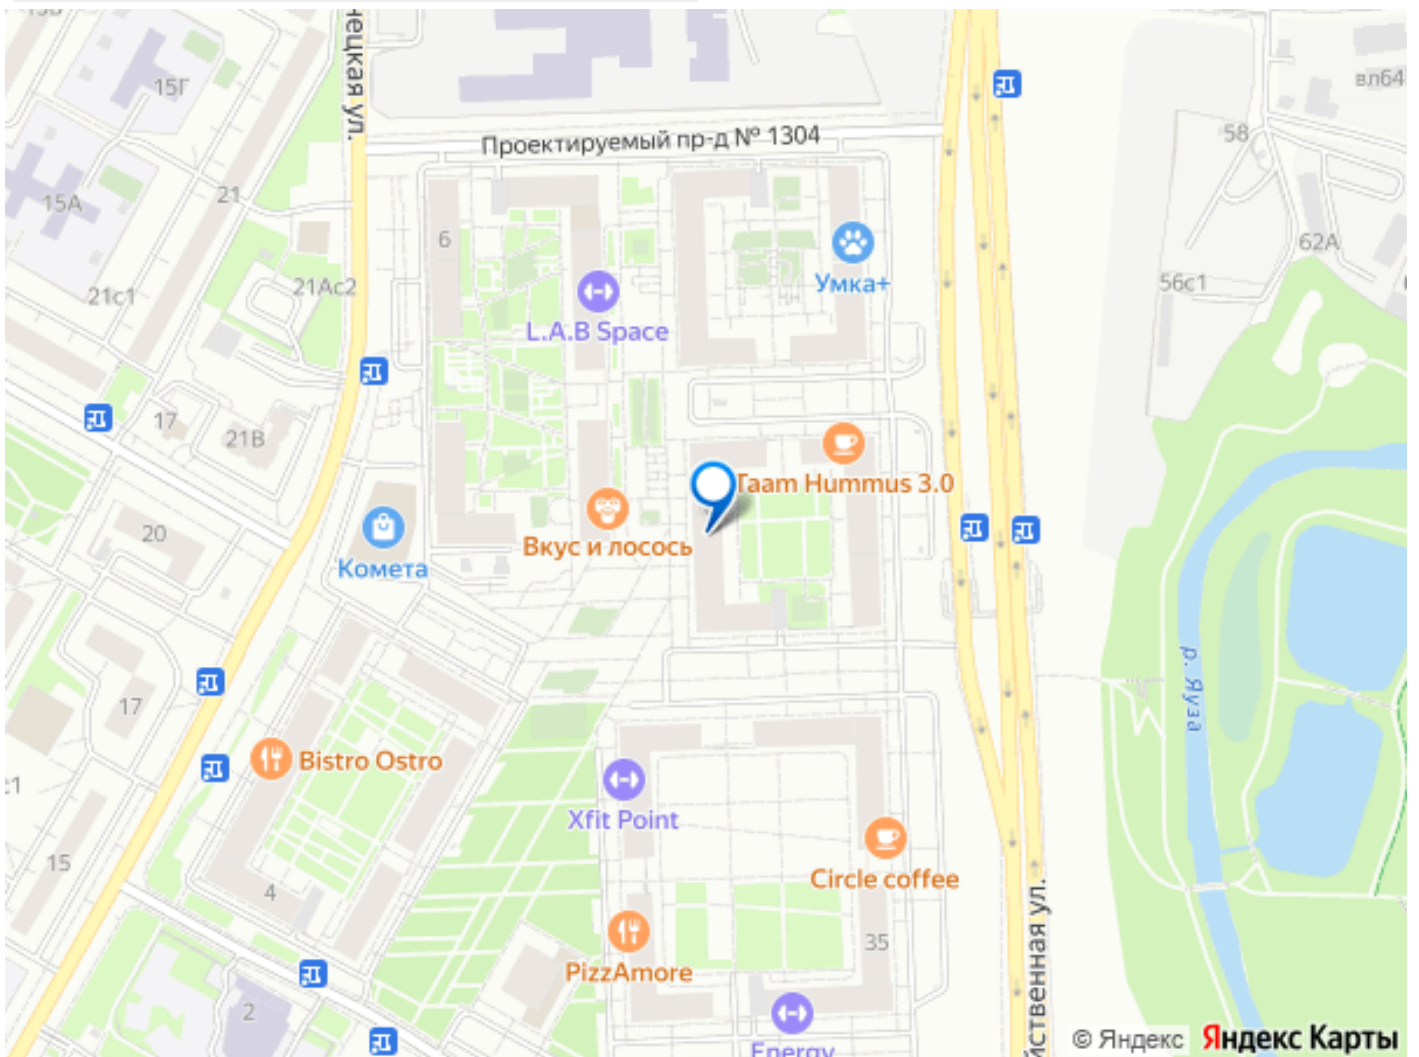 15Г
нецкая ул.
вл64
Проектируемый пр-д № 1304
58
15А
21
6
62А
21с1
21Ас2
Умка+
56с1
L.A.B Space
17
21В
Taam Hummus 3.0
20
Вкус и лосось
Комета
р. Яуза
17
Bistro Ostro
Xfit Point
15
4
Circle coffee
35
PizzAmore
2
йственная ул.
Energy
© Яндекс Яндекс Карты